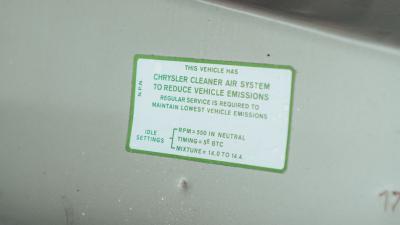 THIS VEHICLE HAS
CHRYSLER CLEANER AIR SYSTEM
TO REDUCE VEHICLE EMISSIONS
REGULAR SERVICE IS REQUIRED TO
MAINTAIN LOWEST VEHICLE EMISSIONS
IDLE SETTINGS
RPM = 500 IN NEUTRAL
TIMING = 5° BTC
MIXTURE = 14.0 TO 14.4